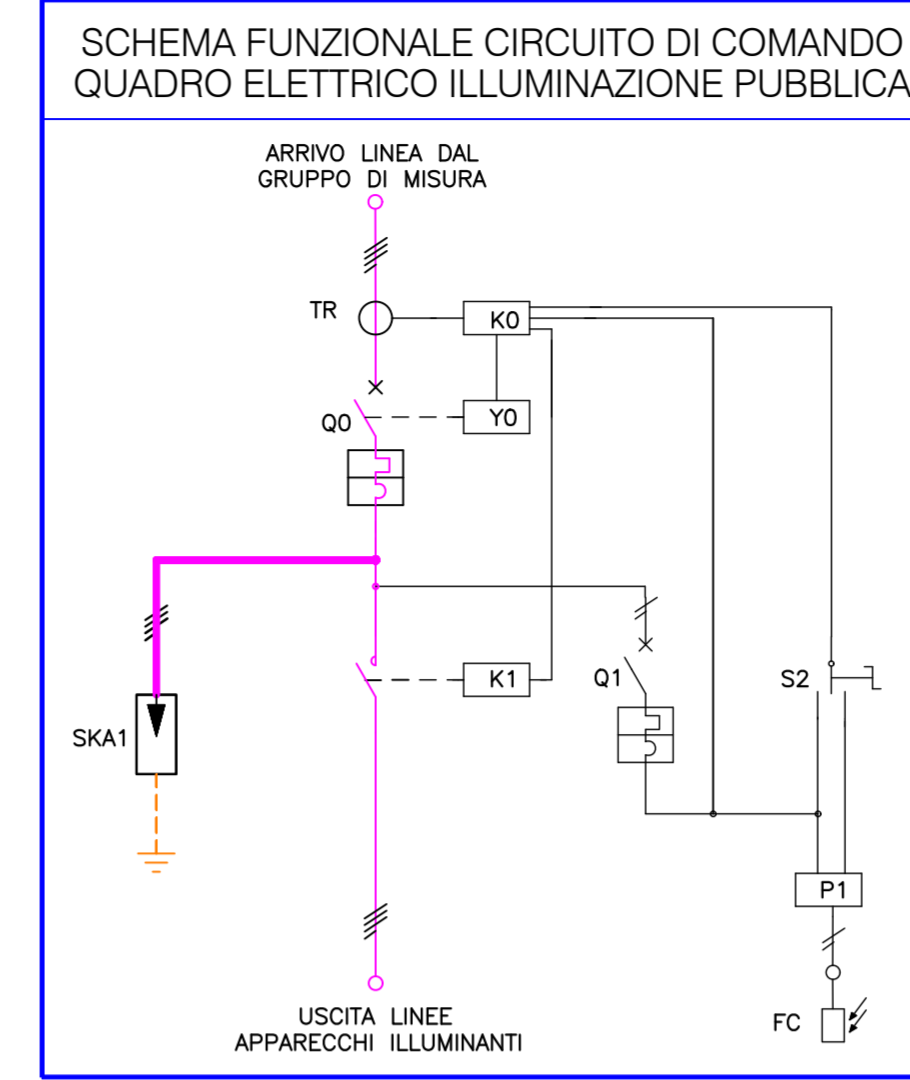 SCHEMA FUNZIONALE CIRCUITO DI COMANDO
QUADRO ELETTRICO ILLUMINAZIONE PUBBLICA
ARRIVO LINEA DAL
GRUPPO DI MISURA
TR
K0
Q0
Y0
K1
Q1
S2
SKA1
P1
FC
USCITA LINEE
APPARECCHI ILLUMINANTI